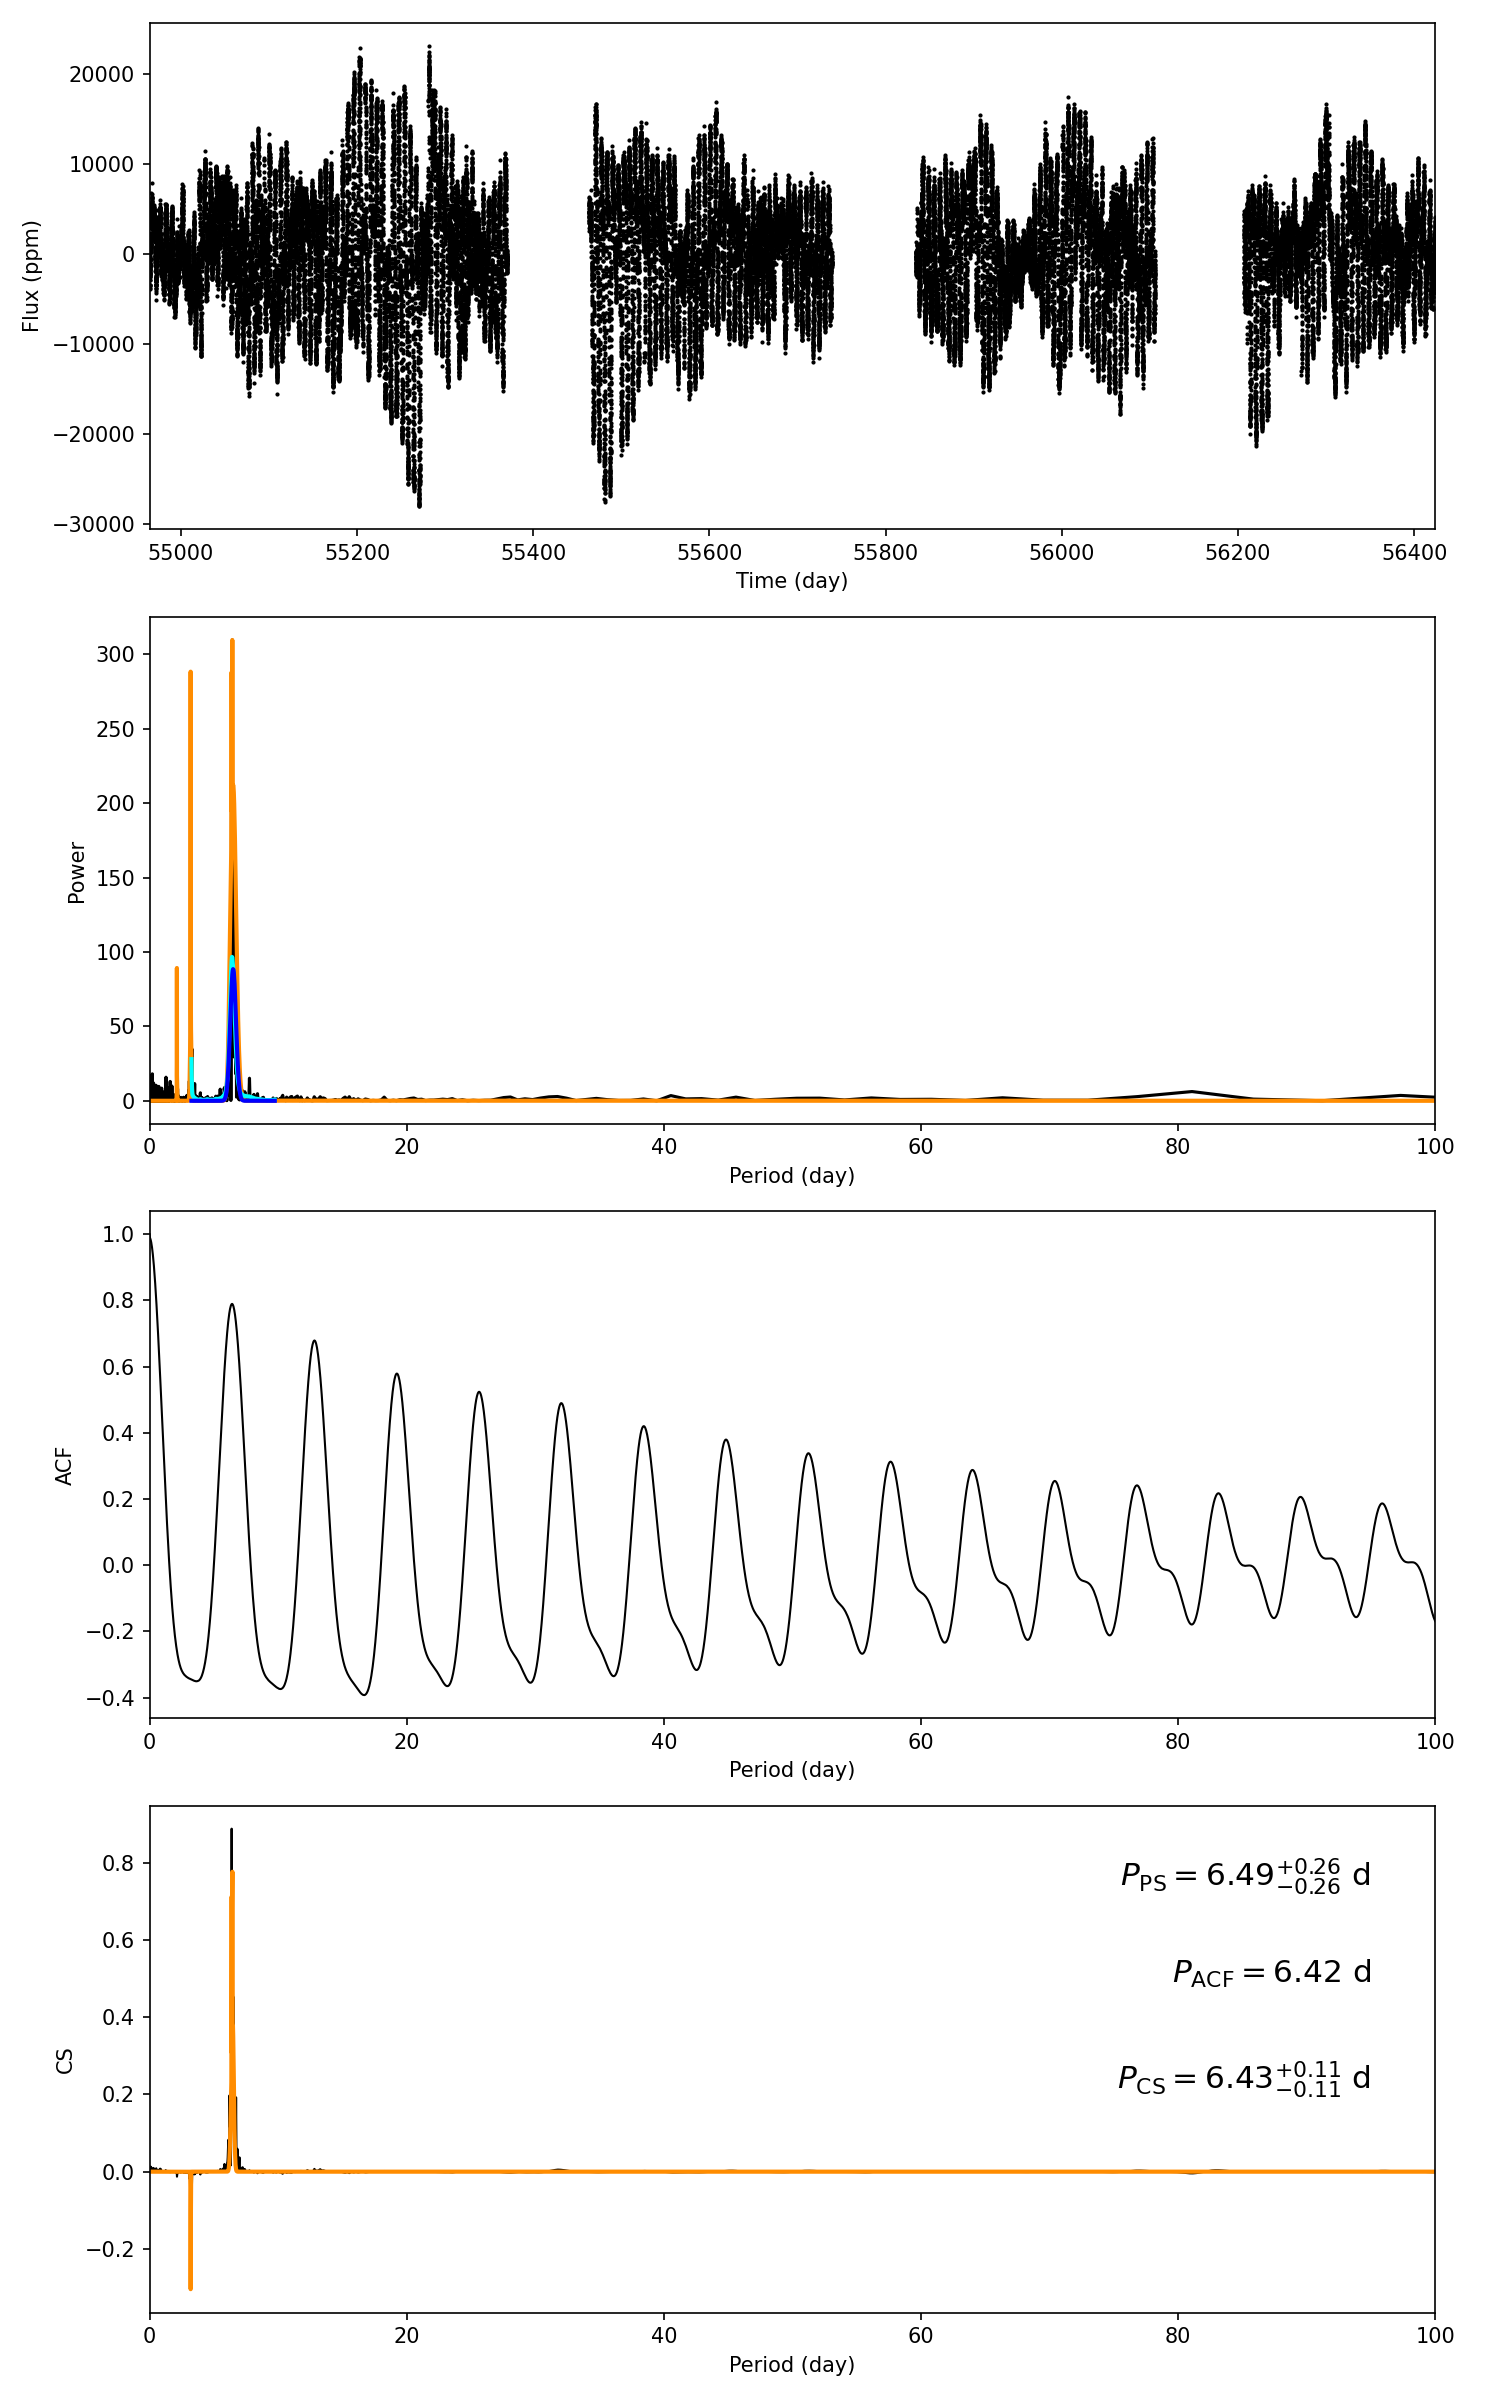 20000
10000
0
−10000
−20000
−30000
Flux (ppm)
55000 55200 55400 55600 55800 56000 56200 56400
Time (day)
300
250
200
150
100
50
0
Power
0 20 40 60 80 100
Period (day)
1.0
0.8
0.6
0.4
0.2
0.0
−0.2
−0.4
ACF
0 20 40 60 80 100
Period (day)
0.8
0.6
0.4
0.2
0.0
−0.2
CS
P_PS = 6.49 +0.26 −0.26 d
P_ACF = 6.42 d
P_CS = 6.43 +0.11 −0.11 d
0 20 40 60 80 100
Period (day)